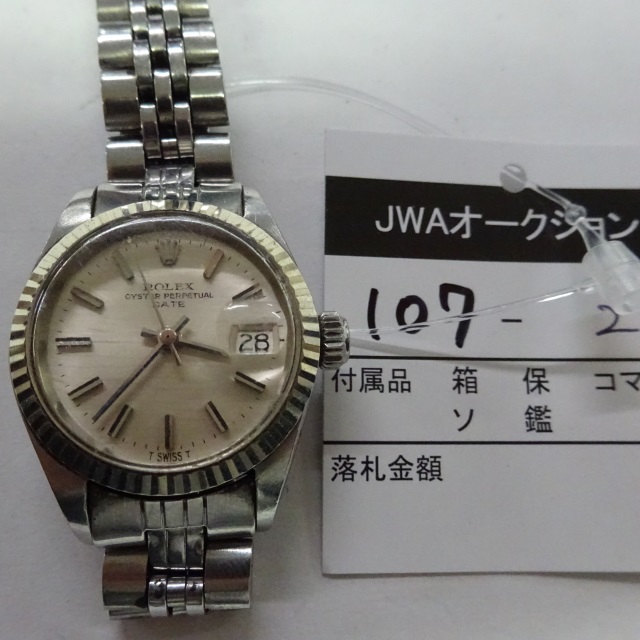 ROLEX
OYSTER PERPETUAL
DATE
28
T SWISS T
JWAオークション
107 - 2
付属品 箱 保 コマ
ソ 鑑
落札金額